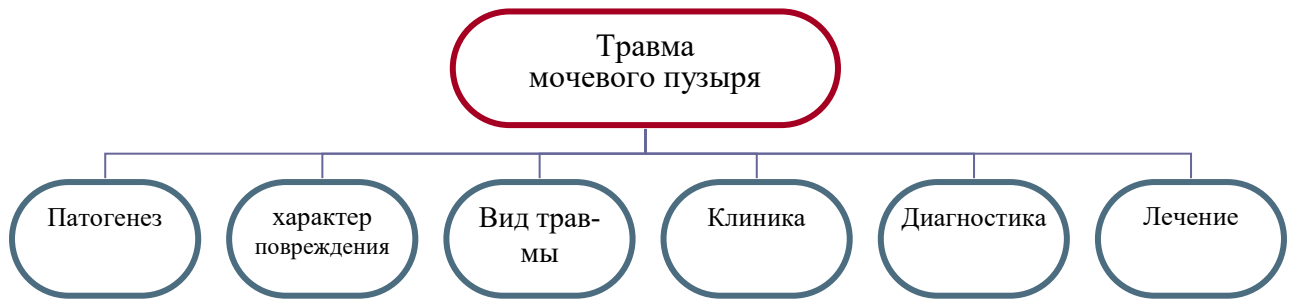 Травма
мочевого пузыря
Патогенез
характер
повреждения
Вид трав-
мы
Клиника
Диагностика
Лечение